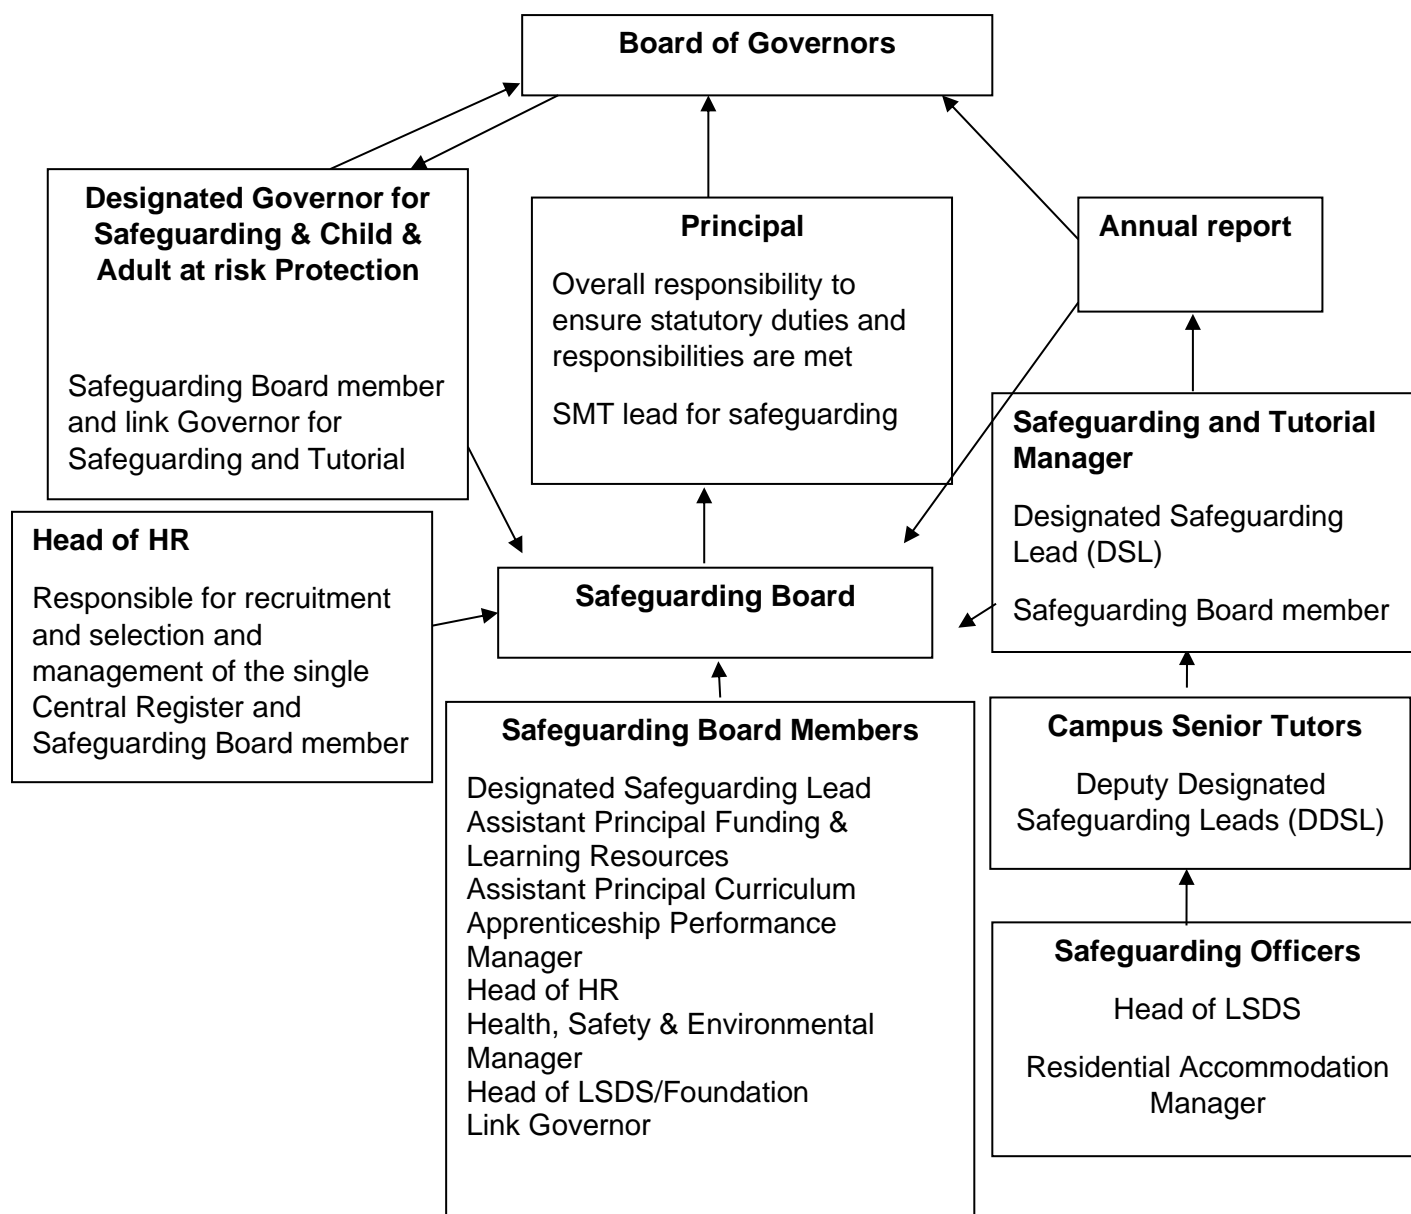 Board of Governors
Designated Governor for
Safeguarding & Child &
Adult at risk Protection
Safeguarding Board member
and link Governor for
Safeguarding and Tutorial
Principal
Overall responsibility to
ensure statutory duties and
responsibilities are met
SMT lead for safeguarding
Annual report
Safeguarding and Tutorial
Manager
Designated Safeguarding
Lead (DSL)
Safeguarding Board member
Head of HR
Responsible for recruitment
and selection and
management of the single
Central Register and
Safeguarding Board member
Safeguarding Board
Safeguarding Board Members
Designated Safeguarding Lead
Assistant Principal Funding &
Learning Resources
Assistant Principal Curriculum
Apprenticeship Performance
Manager
Head of HR
Health, Safety & Environmental
Manager
Head of LSDS/Foundation
Link Governor
Campus Senior Tutors
Deputy Designated
Safeguarding Leads (DDSL)
Safeguarding Officers
Head of LSDS
Residential Accommodation
Manager